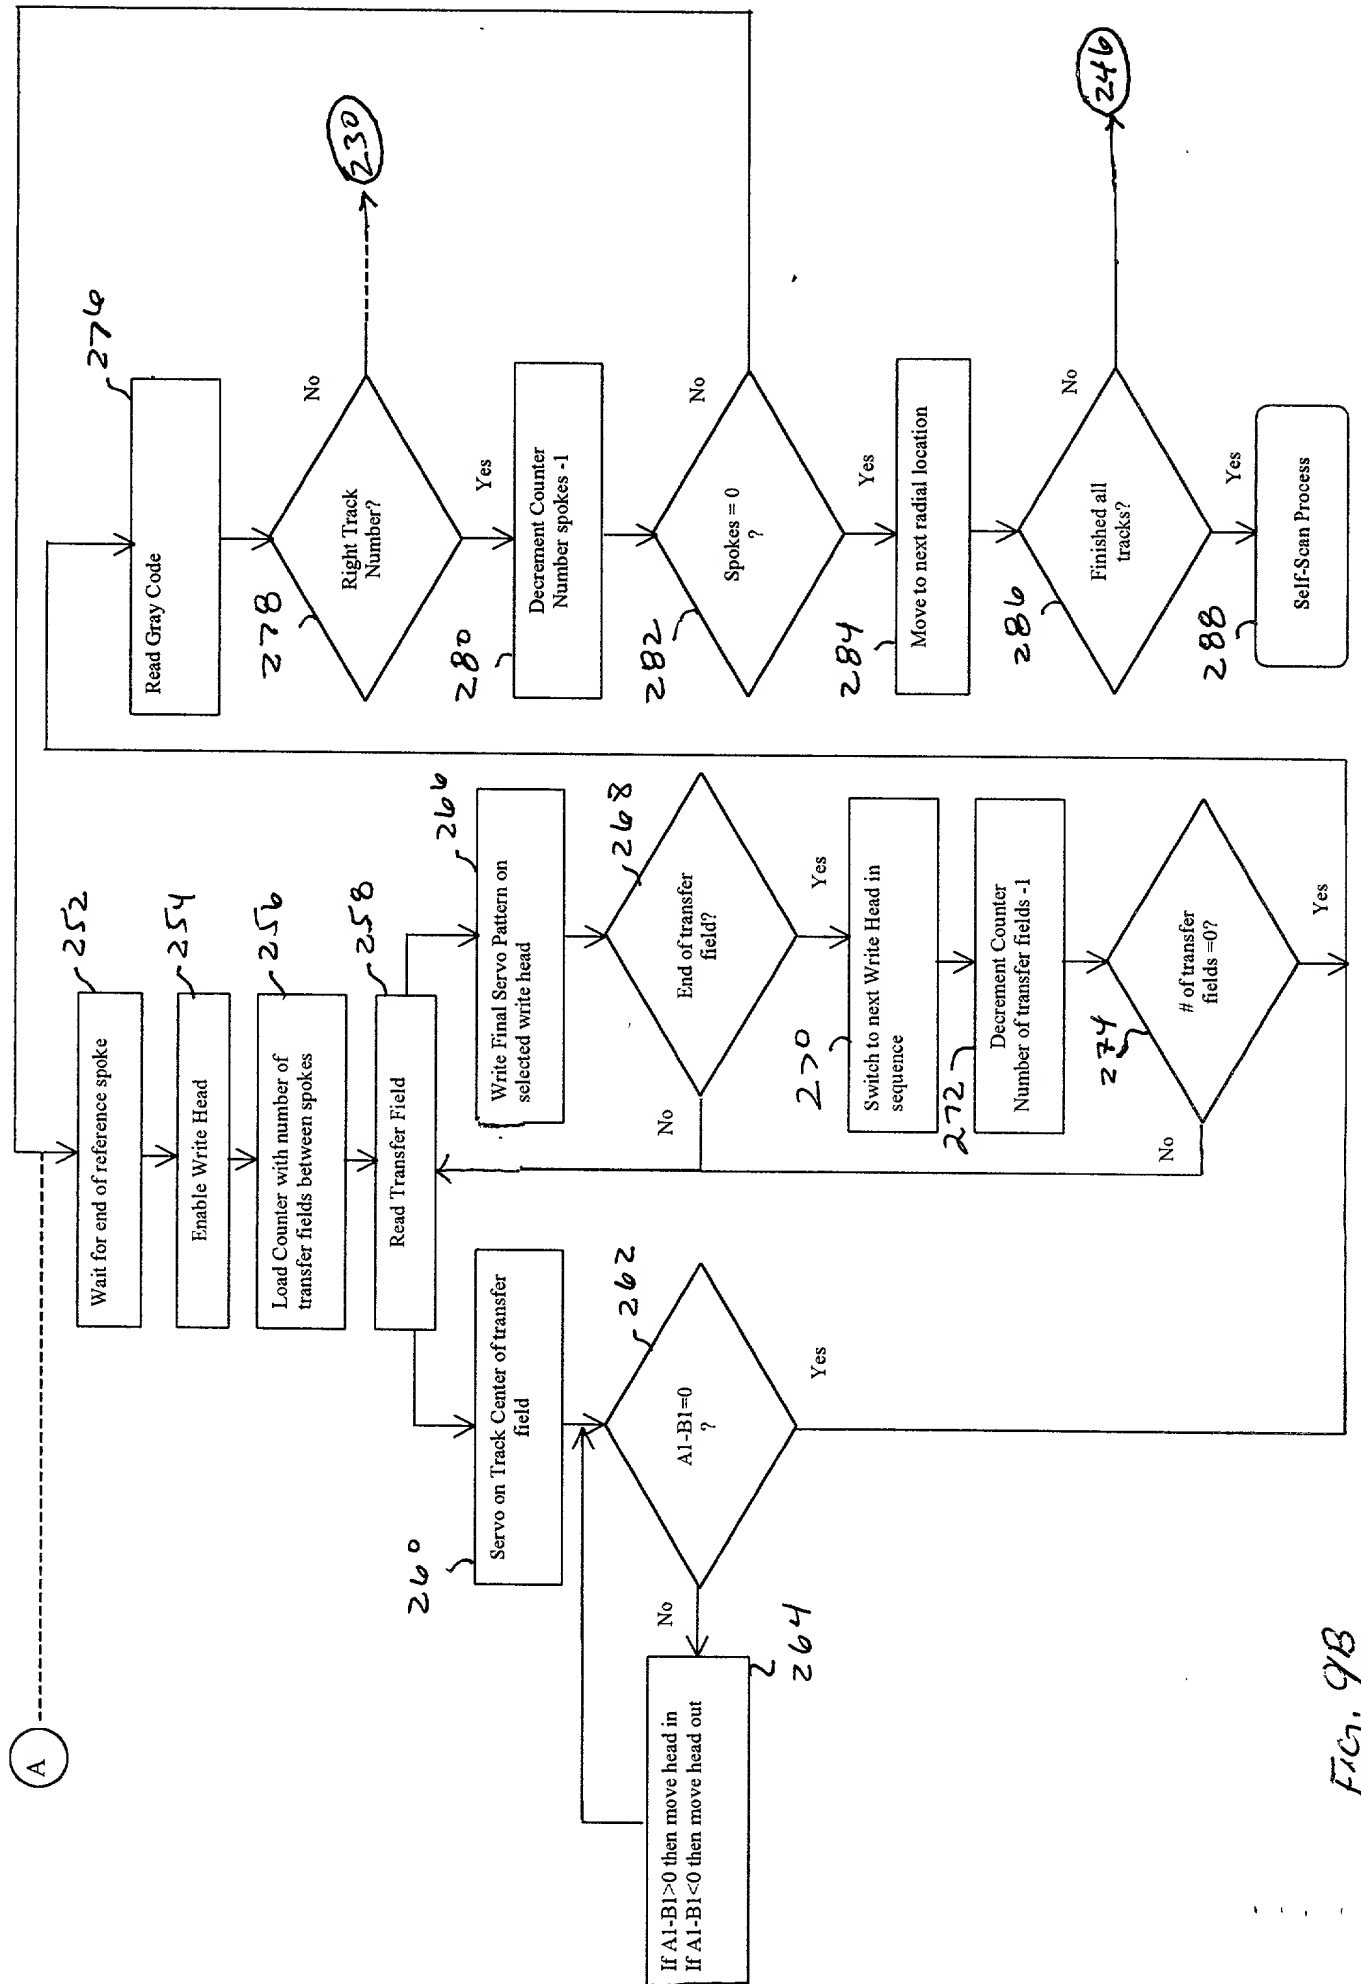 A
252
Wait for end of reference spoke
254
Enable Write Head
256
Load Counter with number of
transfer fields between spokes
258
Read Transfer Field
260
Servo on Track Center of transfer
field
262
A1-B1=0
?
Yes
No
If A1-B1>0 then move head in
If A1-B1<0 then move head out
264
266
Write Final Servo Pattern on
selected write head
268
End of transfer
field?
No
Yes
270
Switch to next Write Head in
sequence
272
Decrement Counter
Number of transfer fields -1
274
# of transfer
fields =0?
No
Yes
276
Read Gray Code
278
Right Track
Number?
No
230
Yes
280
Decrement Counter
Number spokes -1
282
Spokes = 0
?
No
Yes
284
Move to next radial location
286
Finished all
tracks?
No
246
Yes
288
Self-Scan Process
FIG. 9B